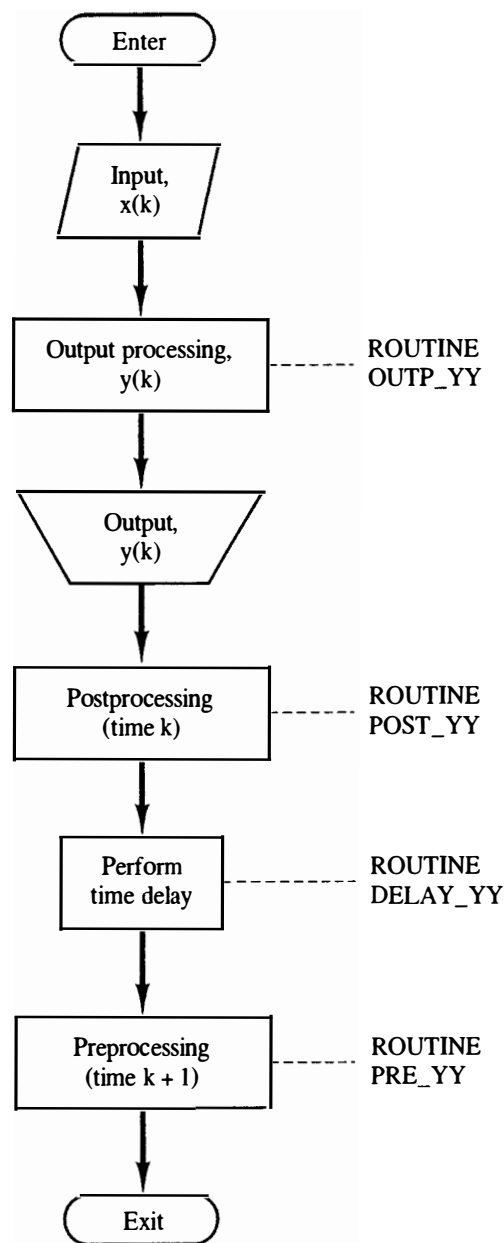 Enter
Input,
x(k)
Output processing,
y(k)
ROUTINE
OUTP_YY
Output,
y(k)
Postprocessing
(time k)
ROUTINE
POST_YY
Perform
time delay
ROUTINE
DELAY_YY
Preprocessing
(time k + 1)
ROUTINE
PRE_YY
Exit